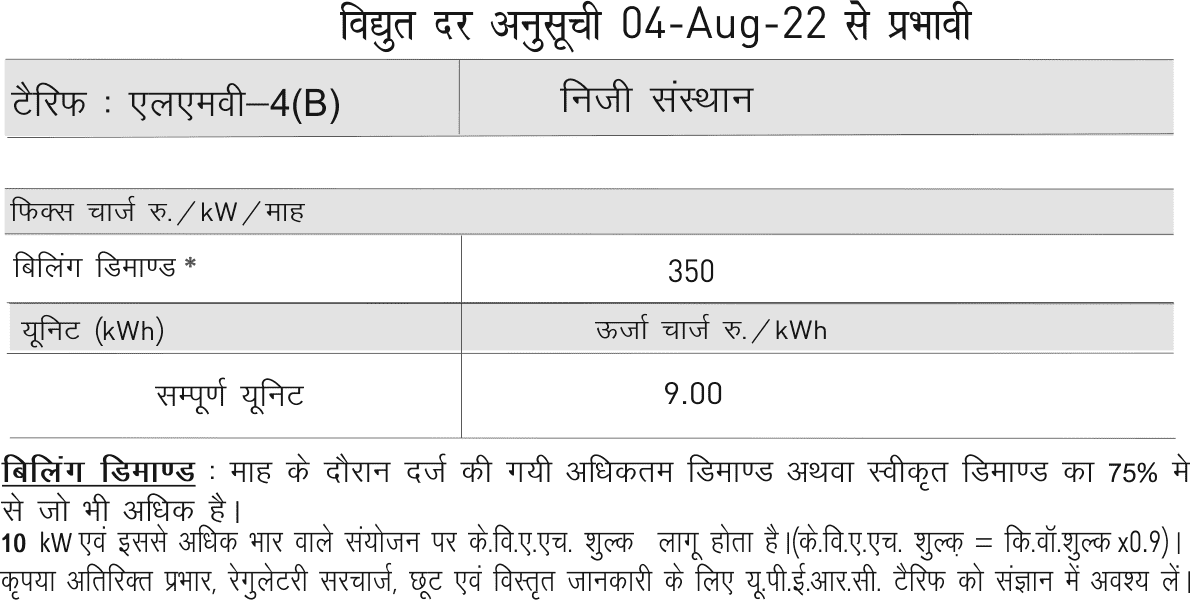 विद्युत दर अनुसूची 04-Aug-22 से प्रभावी
टैरिफ : एलएमवी–4(B) निजी संस्थान
फिक्स चार्ज रु./kW/माह
बिलिंग डिमाण्ड* 350
यूनिट (kWh) ऊर्जा चार्ज रु./kWh
सम्पूर्ण यूनिट 9.00
बिलिंग डिमाण्ड : माह के दौरान दर्ज की गयी अधिकतम डिमाण्ड अथवा स्वीकृत डिमाण्ड का 75% मे
से जो भी अधिक है।
10 kW एवं इससे अधिक भार वाले संयोजन पर के.वि.ए.एच. शुल्क लागू होता है।(के.वि.ए.एच. शुल्क़ = कि.वॉ.शुल्क x0.9)।
कृपया अतिरिक्त प्रभार, रेगुलेटरी सरचार्ज, छूट एवं विस्तृत जानकारी के लिए यू.पी.ई.आर.सी. टैरिफ को संज्ञान में अवश्य लें।